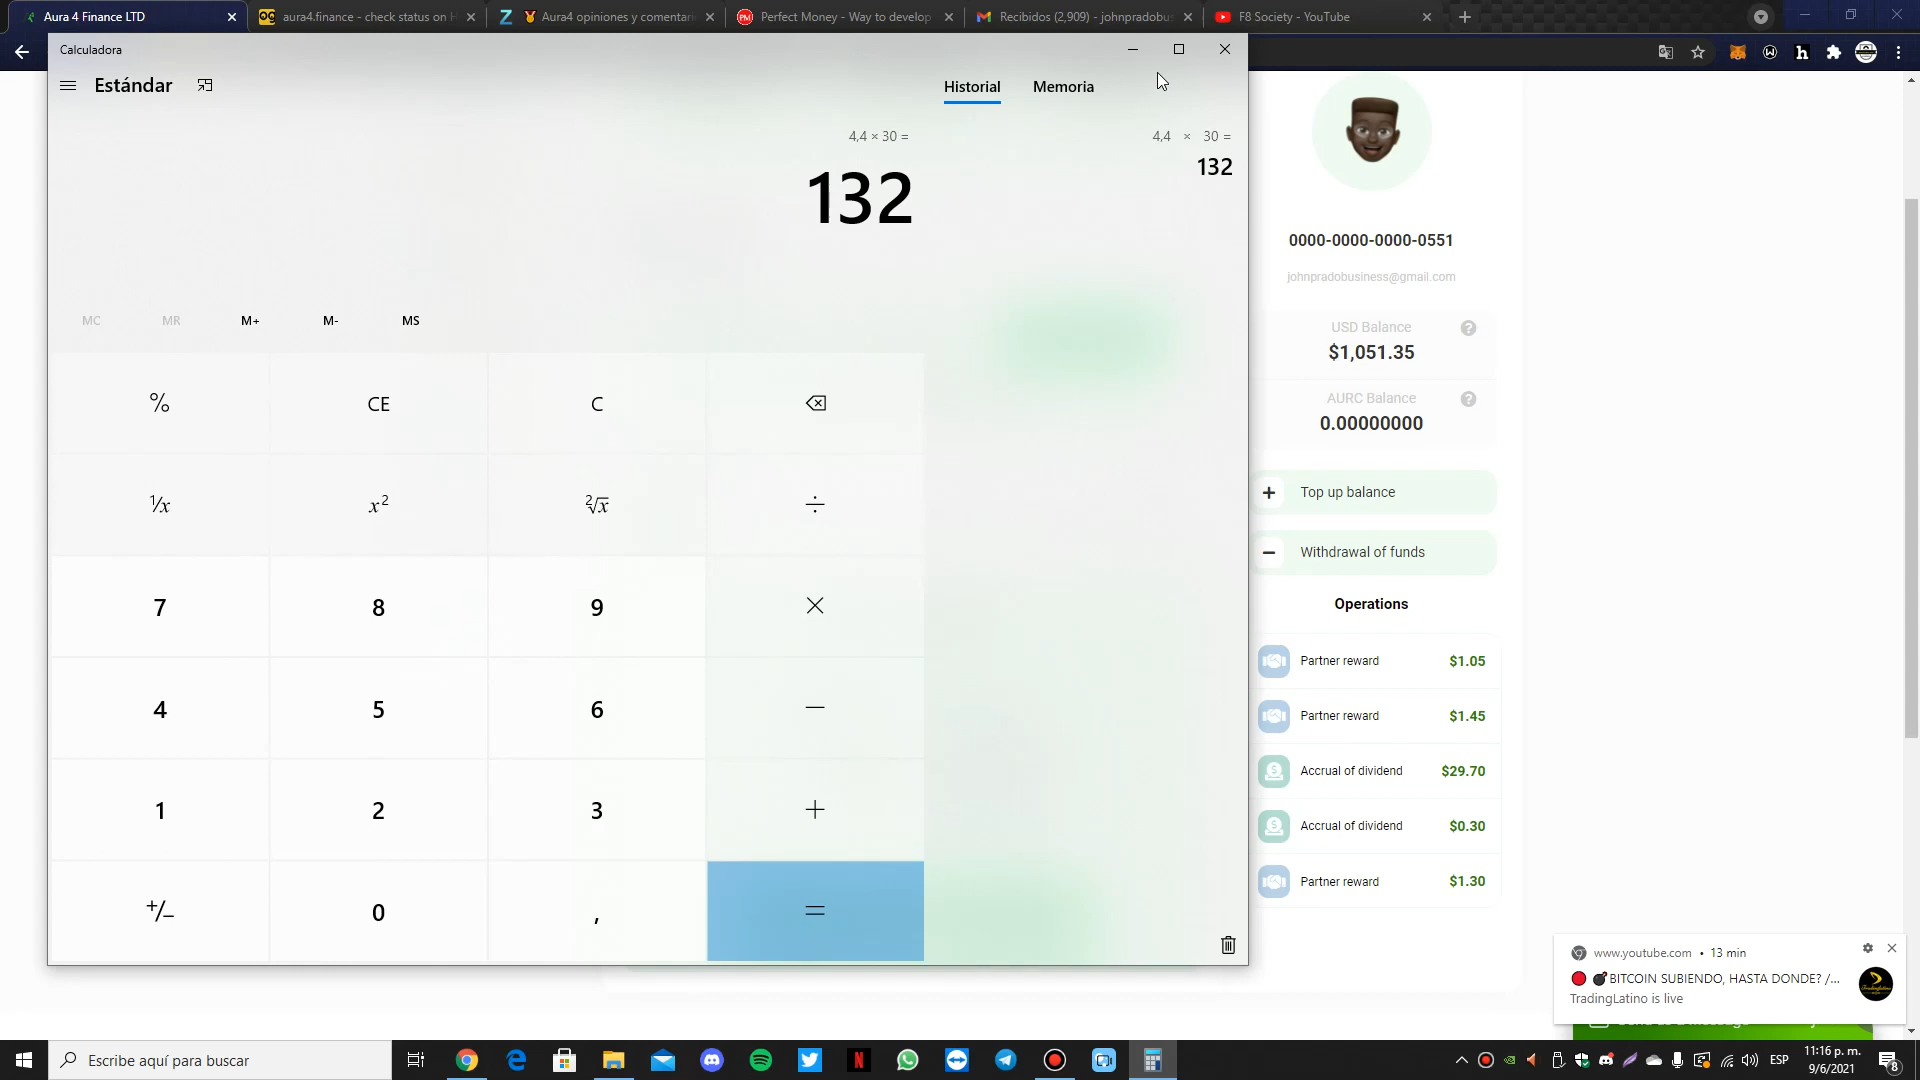 Aura 4 Finance LTD
aura4.finance - check status on H
Aura4 opiniones y comentari
Perfect Money - Way to develop
Recibidos (2,909) - johnpradobus
F8 Society - YouTube
Calculadora
Estándar
Historial
Memoria
4,4 × 30 =
132
4,4 × 30 =
132
MC
MR
M+
M-
MS
%
CE
C
1/x
x²
²√x
÷
7
8
9
×
4
5
6
−
1
2
3
+
+/−
0
,
=
0000-0000-0000-0551
johnpradobusiness@gmail.com
USD Balance
$1,051.35
AURC Balance
0.00000000
+ Top up balance
− Withdrawal of funds
Operations
Partner reward $1.05
Partner reward $1.45
Accrual of dividend $29.70
Accrual of dividend $0.30
Partner reward $1.30
www.youtube.com • 13 min
BITCOIN SUBIENDO, HASTA DONDE? /...
TradingLatino is live
Escribe aquí para buscar
ESP
11:16 p. m.
9/6/2021
8